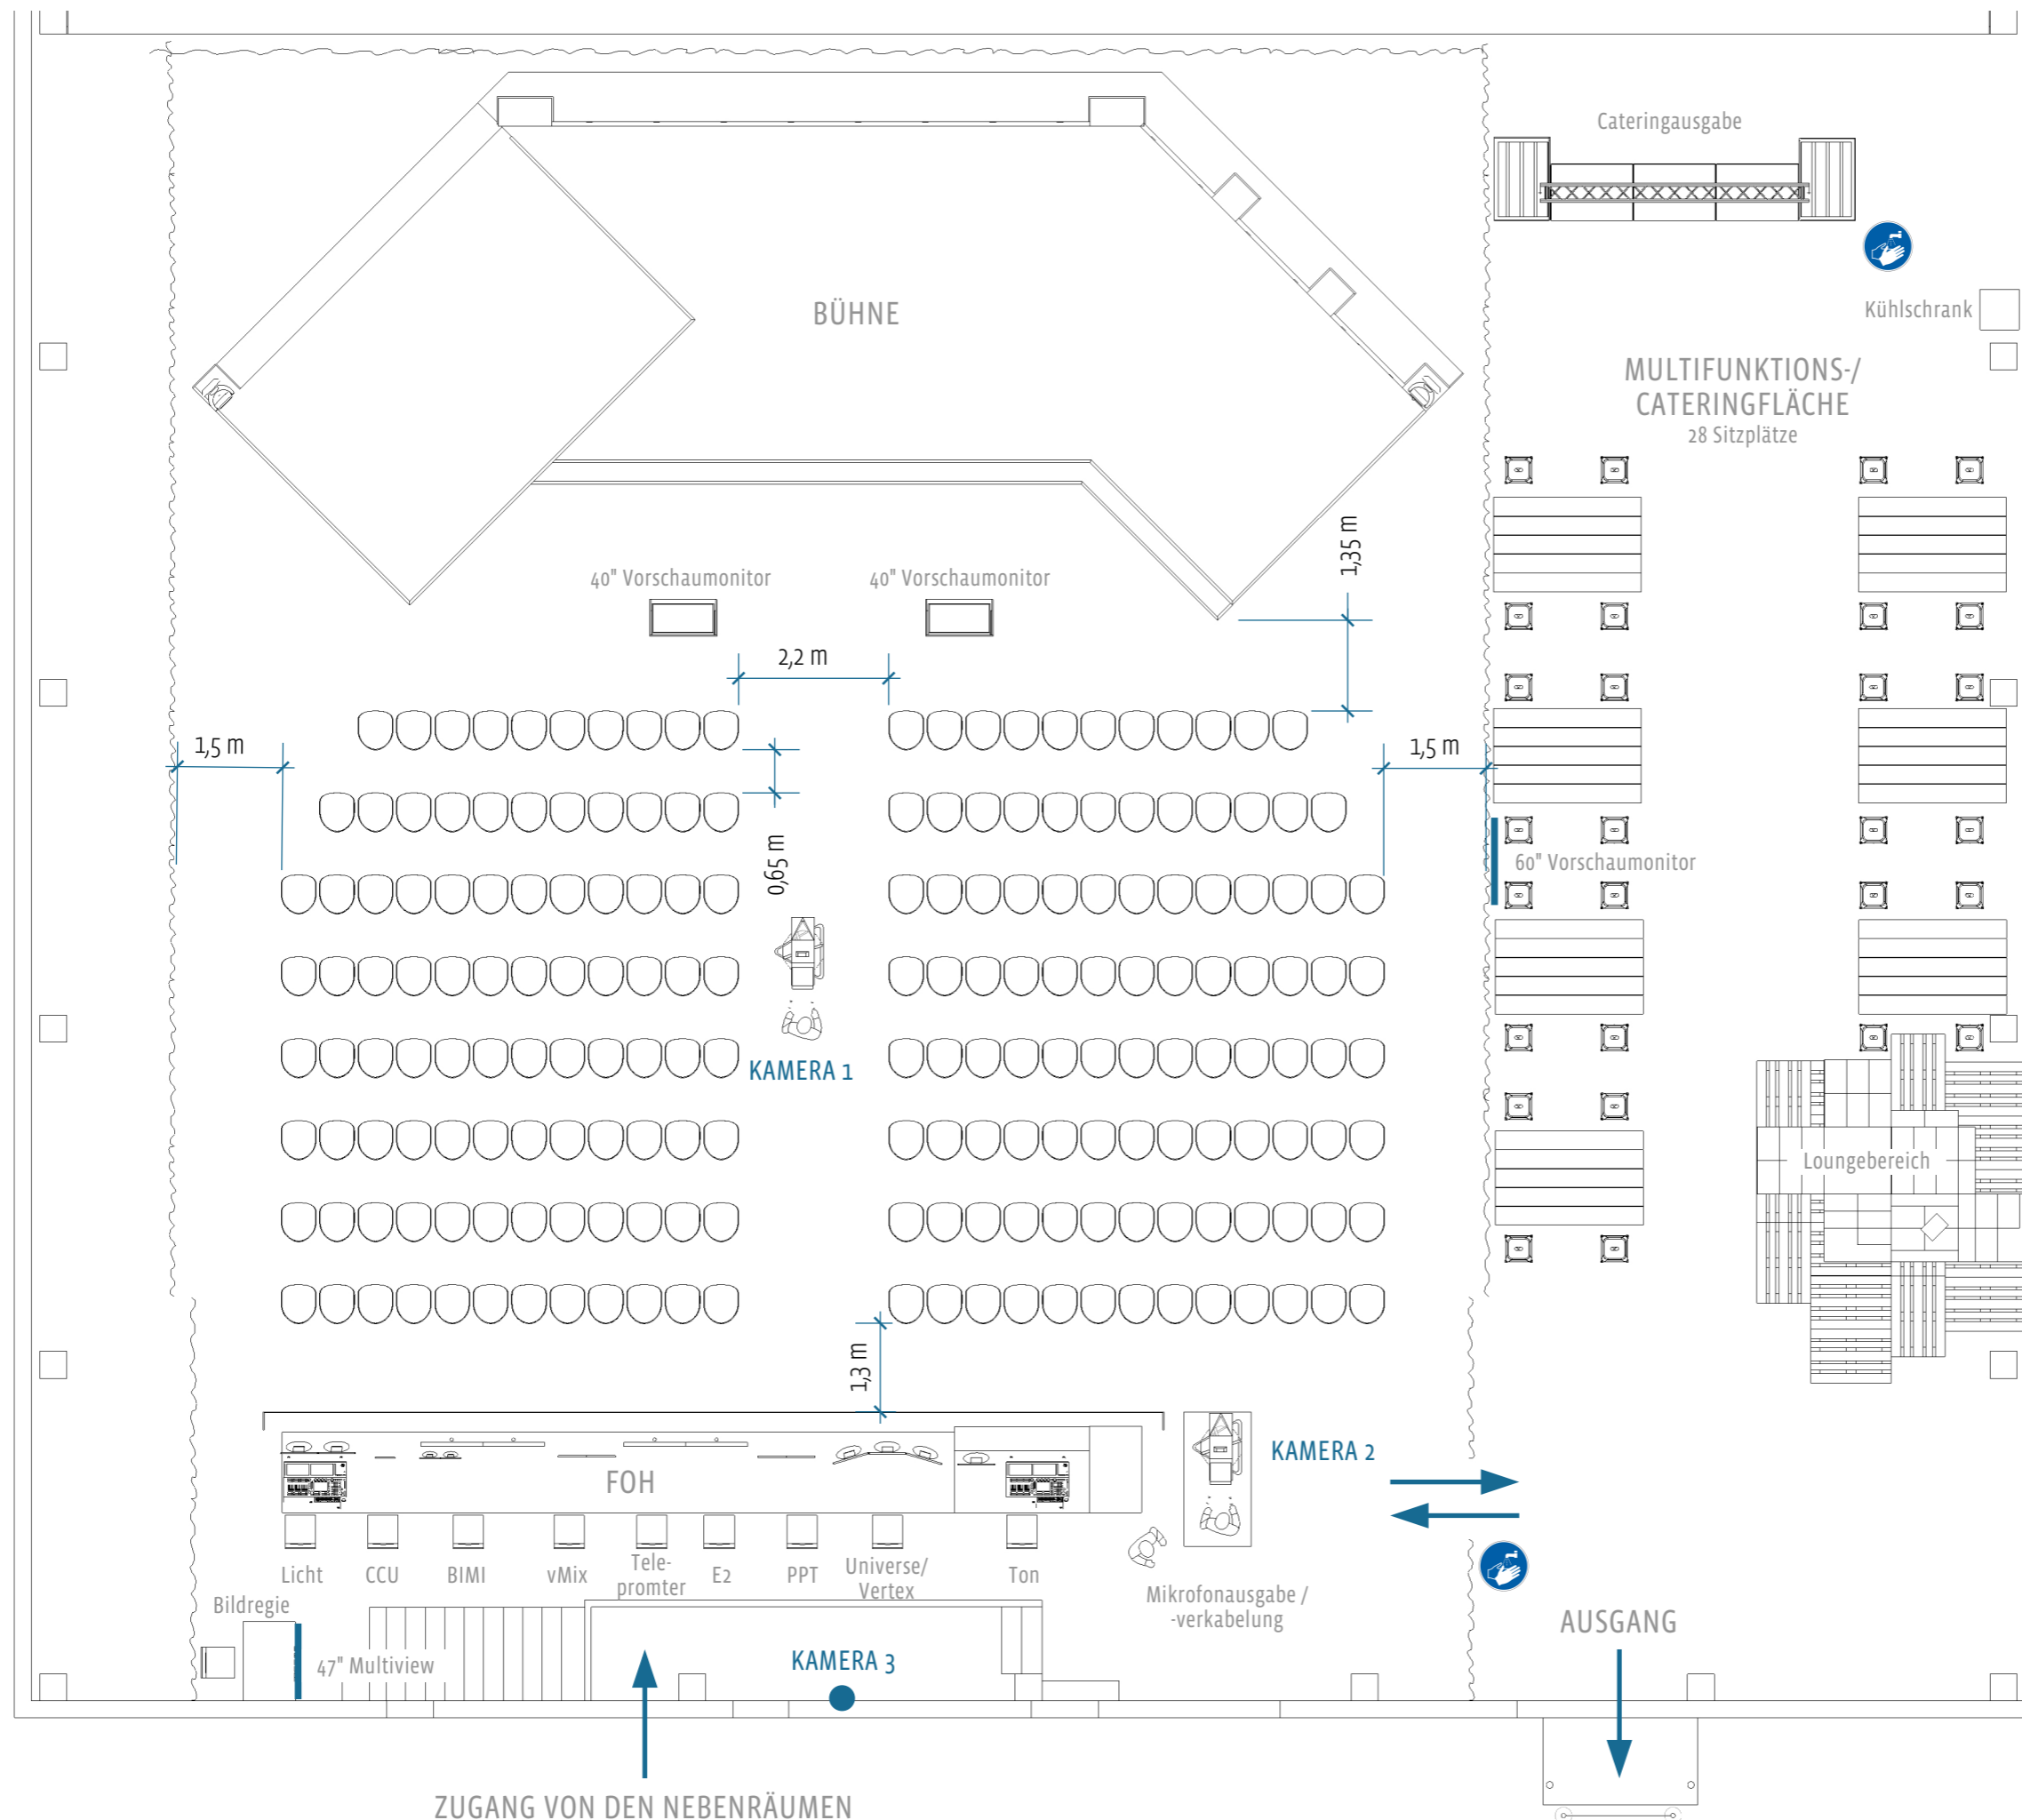 Cateringausgabe
BÜHNE
Kühlschrank
MULTIFUNKTIONS-/
CATERINGFLÄCHE
28 Sitzplätze
1,35 m
40" Vorschaumonitor
40" Vorschaumonitor
2,2 m
1,5 m
1,5 m
0,65 m
60" Vorschaumonitor
KAMERA 1
Loungebereich
1,3 m
KAMERA 2
FOH
Licht
CCU
BIMI
vMix
Tele-
promter
E2
PPT
Universe/
Vertex
Ton
Mikrofonausgabe /
-verkabelung
Bildregie
47" Multiview
KAMERA 3
AUSGANG
ZUGANG VON DEN NEBENRÄUMEN